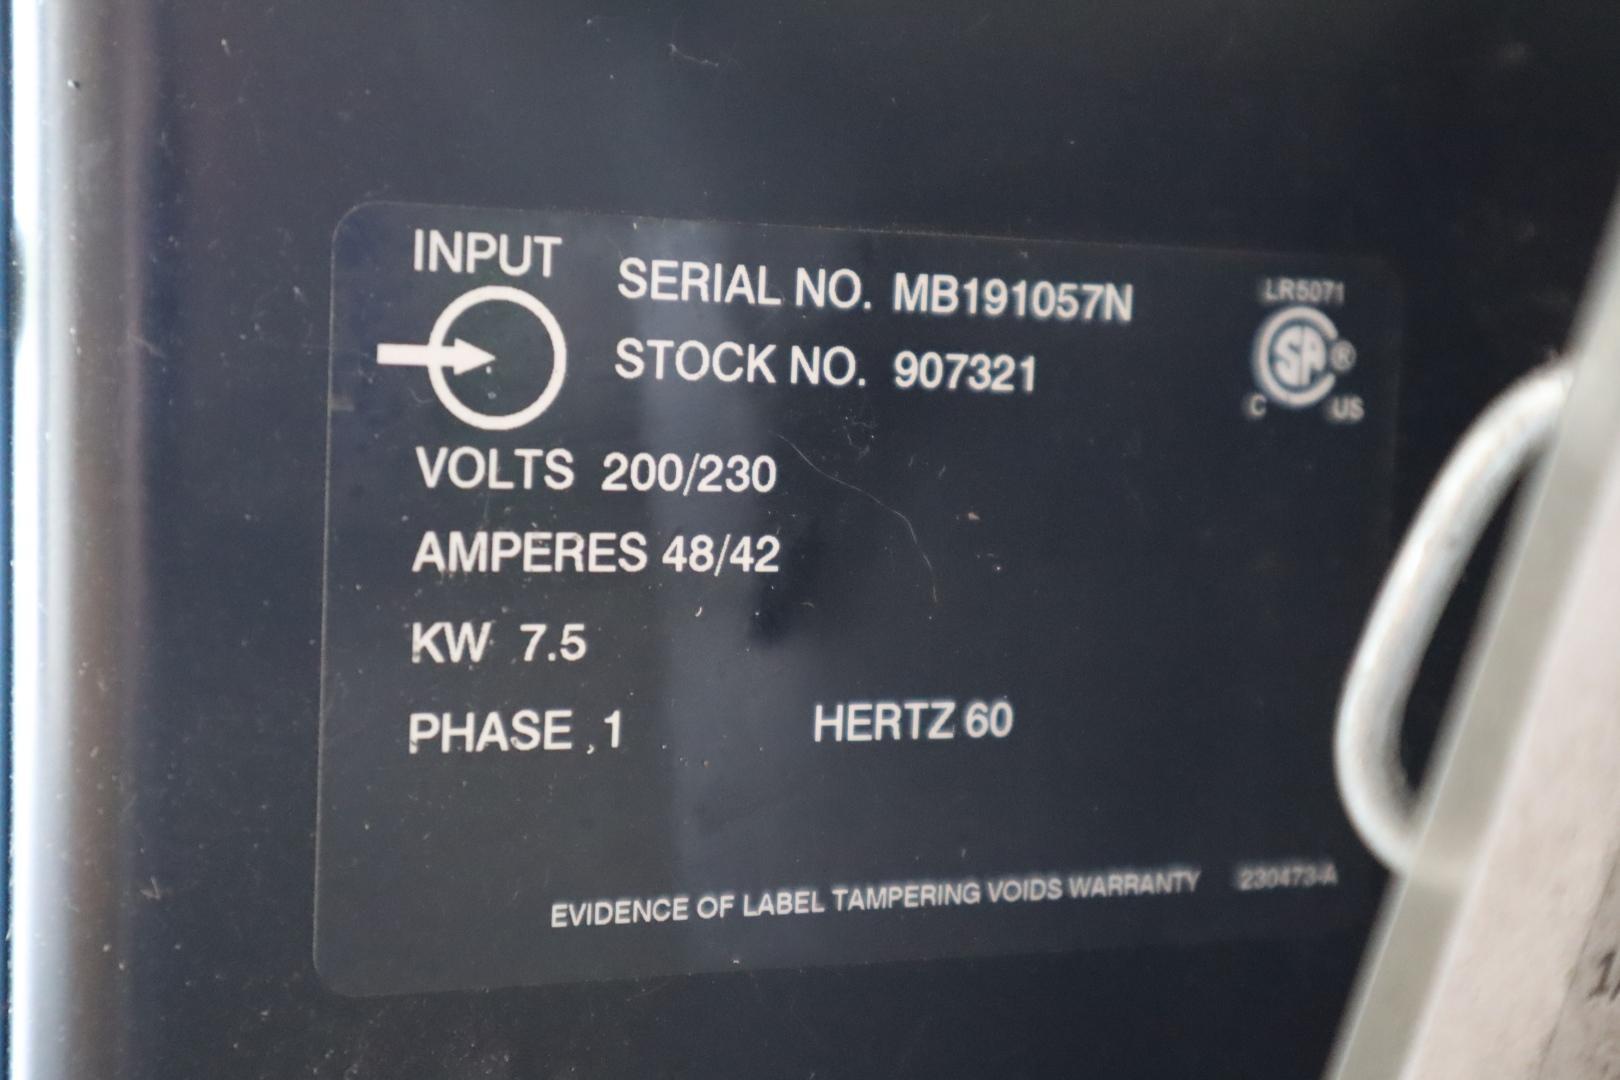 INPUT
SERIAL NO. MB191057N
STOCK NO. 907321
LR5071
SA ®
C US
VOLTS 200/230
AMPERES 48/42
KW 7.5
PHASE 1
HERTZ 60
EVIDENCE OF LABEL TAMPERING VOIDS WARRANTY 230473-A